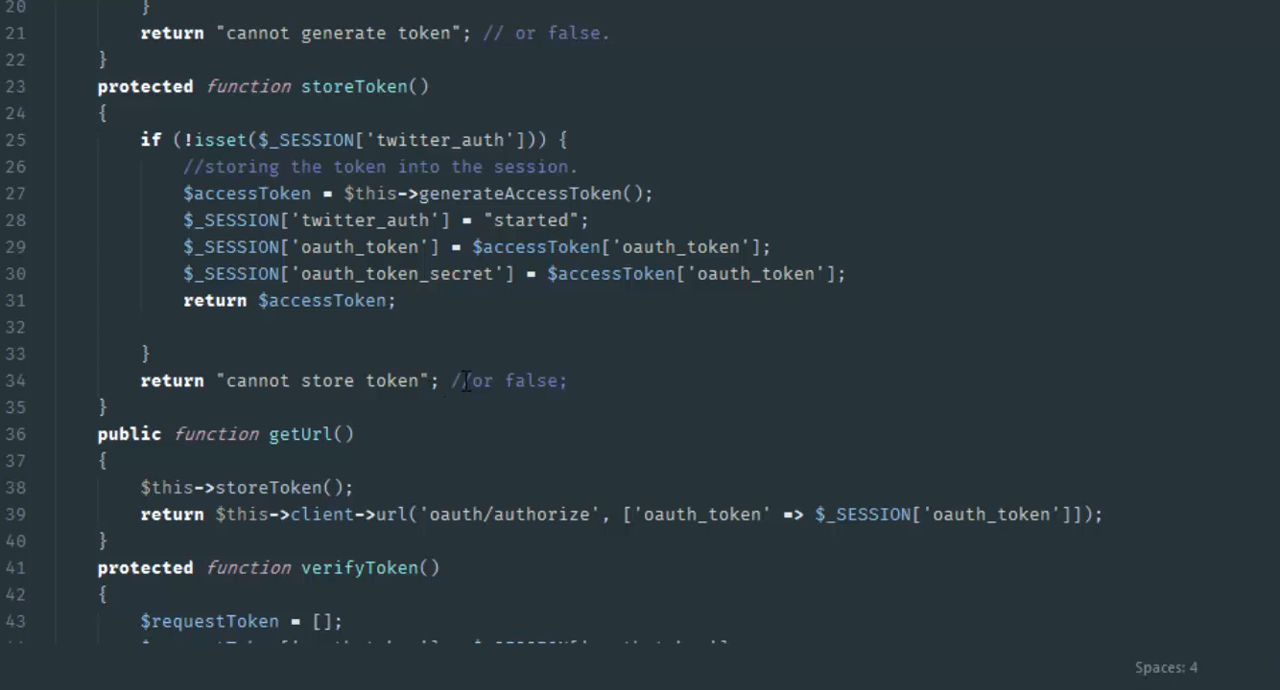 20 }
21 return "cannot generate token"; // or false.
22 }
23 protected function storeToken()
24 {
25 if (!isset($_SESSION['twitter_auth'])) {
26 //storing the token into the session.
27 $accessToken = $this->generateAccessToken();
28 $_SESSION['twitter_auth'] = "started";
29 $_SESSION['oauth_token'] = $accessToken['oauth_token'];
30 $_SESSION['oauth_token_secret'] = $accessToken['oauth_token'];
31 return $accessToken;
32
33 }
34 return "cannot store token"; //or false;
35 }
36 public function getUrl()
37 {
38 $this->storeToken();
39 return $this->client->url('oauth/authorize', ['oauth_token' => $_SESSION['oauth_token']]);
40 }
41 protected function verifyToken()
42 {
43 $requestToken = [];
Spaces: 4